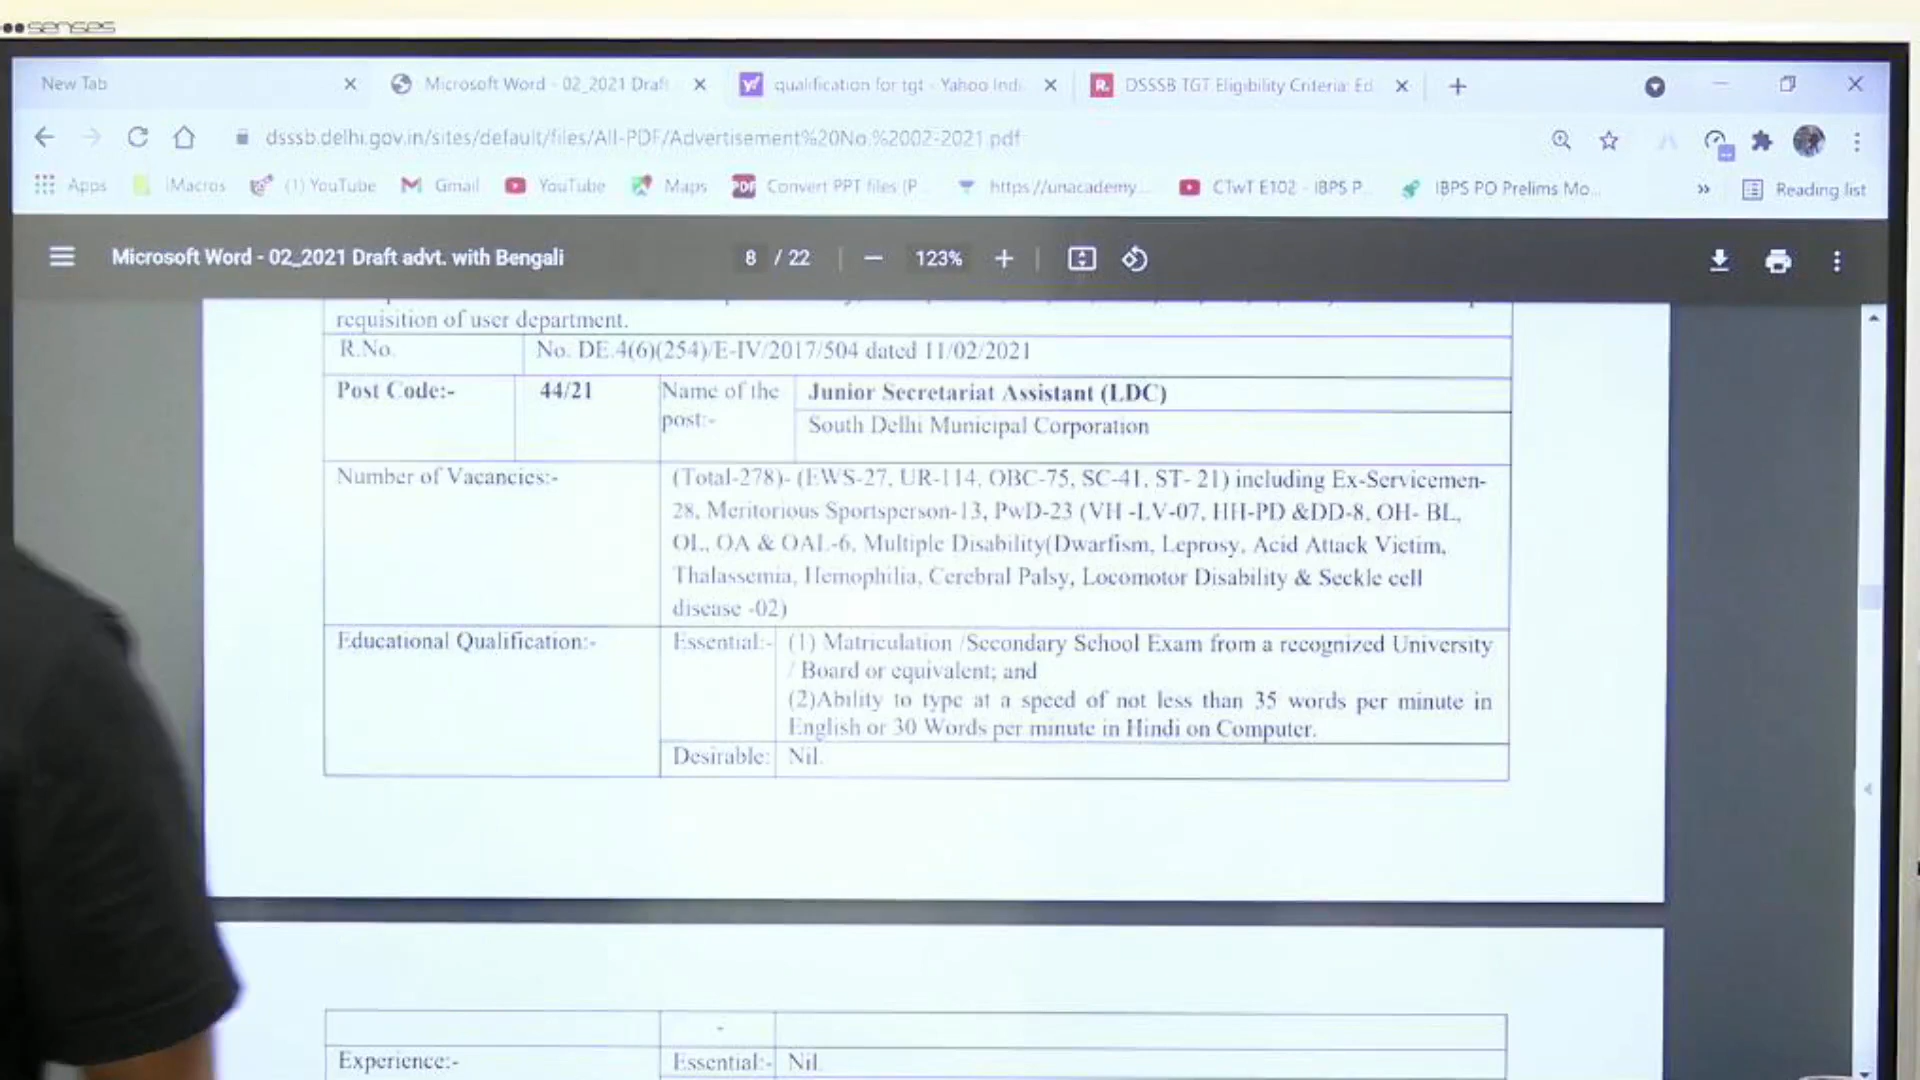 senses
New Tab
Microsoft Word - 02_2021 Draft
qualification for tgt - Yahoo Indi
DSSSB TGT Eligibility Criteria: Ed
dsssb.delhi.gov.in/sites/default/files/All-PDF/Advertisement%20No.%2002-2021.pdf
Apps iMacros (1) YouTube Gmail YouTube Maps Convert PPT files (P... https://unacademy... CTwT E102 - IBPS P... IBPS PO Prelims Mo... » Reading list
Microsoft Word - 02_2021 Draft advt. with Bengali 8 / 22 123%
requisition of user department.
R.No. No. DE.4(6)(254)/E-IV/2017/504 dated 11/02/2021
Post Code:- 44/21 Name of the post:- Junior Secretariat Assistant (LDC)
South Delhi Municipal Corporation
Number of Vacancies:- (Total-278)- (EWS-27, UR-114, OBC-75, SC-41, ST- 21) including Ex-Servicemen-
28, Meritorious Sportsperson-13, PwD-23 (VH -LV-07, HH-PD &DD-8, OH- BL,
OL, OA & OAL-6, Multiple Disability(Dwarfism, Leprosy, Acid Attack Victim,
Thalassemia, Hemophilia, Cerebral Palsy, Locomotor Disability & Seckle cell
disease -02)
Educational Qualification:- Essential:- (1) Matriculation /Secondary School Exam from a recognized University
/ Board or equivalent; and
(2)Ability to type at a speed of not less than 35 words per minute in
English or 30 Words per minute in Hindi on Computer.
Desirable: Nil.
-
Experience:- Essential:- Nil